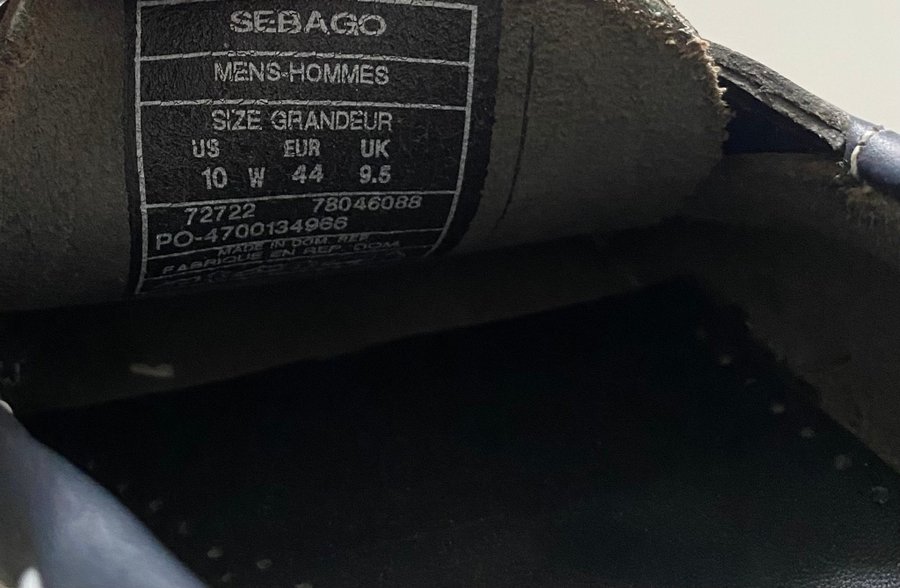 SEBAGO
MENS-HOMMES
SIZE GRANDEUR
US EUR UK
10 W 44 9.5
72722 78046088
PO-4700134966
MADE IN DOM. REP.
FABRIQUE EN REP. DOM.